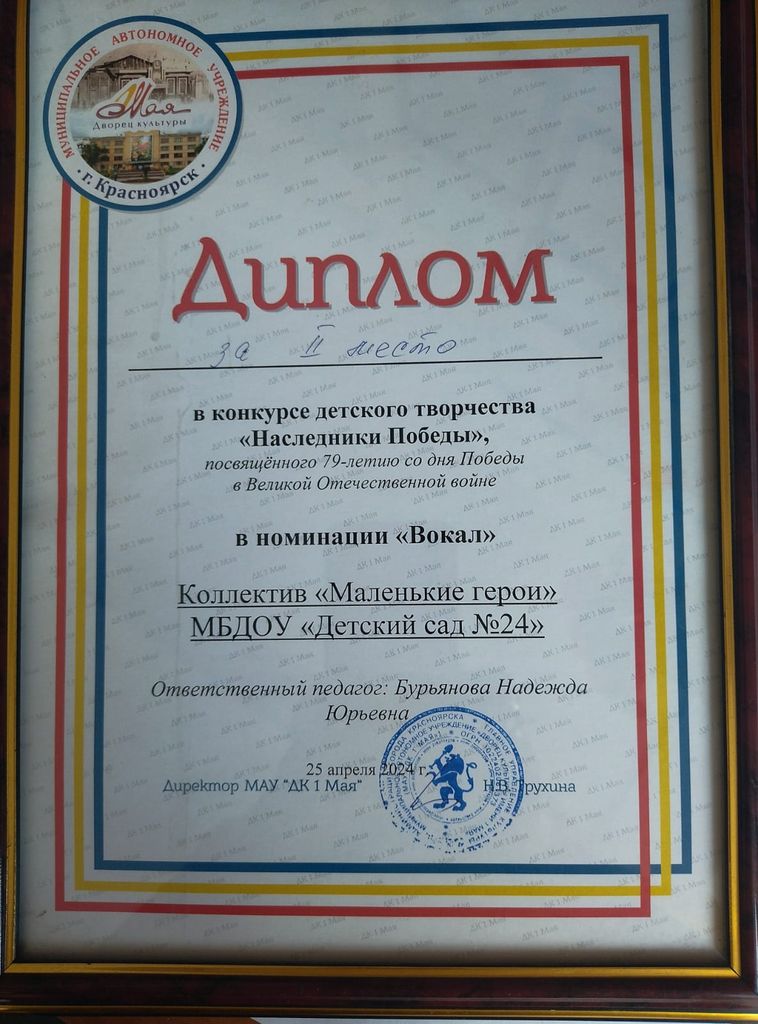 МУНИЦИПАЛЬНОЕ АВТОНОМНОЕ УЧРЕЖДЕНИЕ
1 Мая
Дворец культуры
· г. Красноярск ·
Диплом
за II место
в конкурсе детского творчества
«Наследники Победы»,
посвящённого 79-летию со дня Победы
в Великой Отечественной войне
в номинации «Вокал»
Коллектив «Маленькие герои»
МБДОУ «Детский сад №24»
Ответственный педагог: Бурьянова Надежда
Юрьевна
25 апреля 2024 г.
Директор МАУ "ДК 1 Мая"
Н.В.